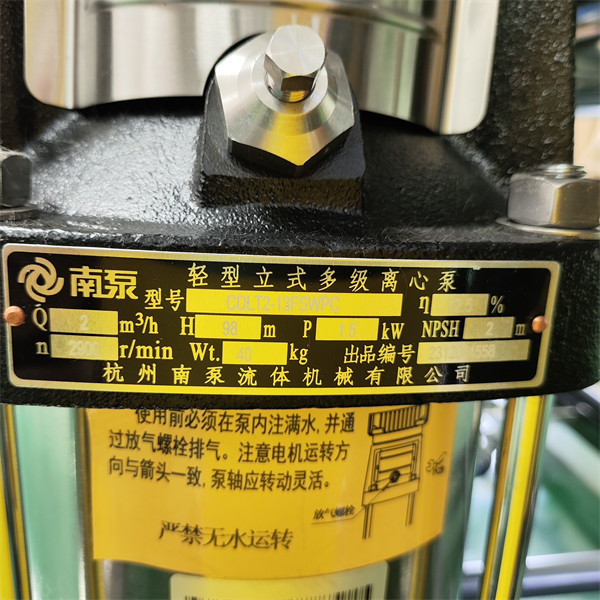 南泵 轻型立式多级离心泵
型号 CDLT2-13FSWPC η %
Q 2 m³/h H 98 m P 1.5 kW NPSH 2 m
n 2900 r/min Wt. kg 出品编号
杭州南泵流体机械有限公司
使用前必须在泵内注满水,并通
过放气螺栓排气。注意电机运转方
向与箭头一致,泵轴应转动灵活。
放气螺栓
严禁无水运转